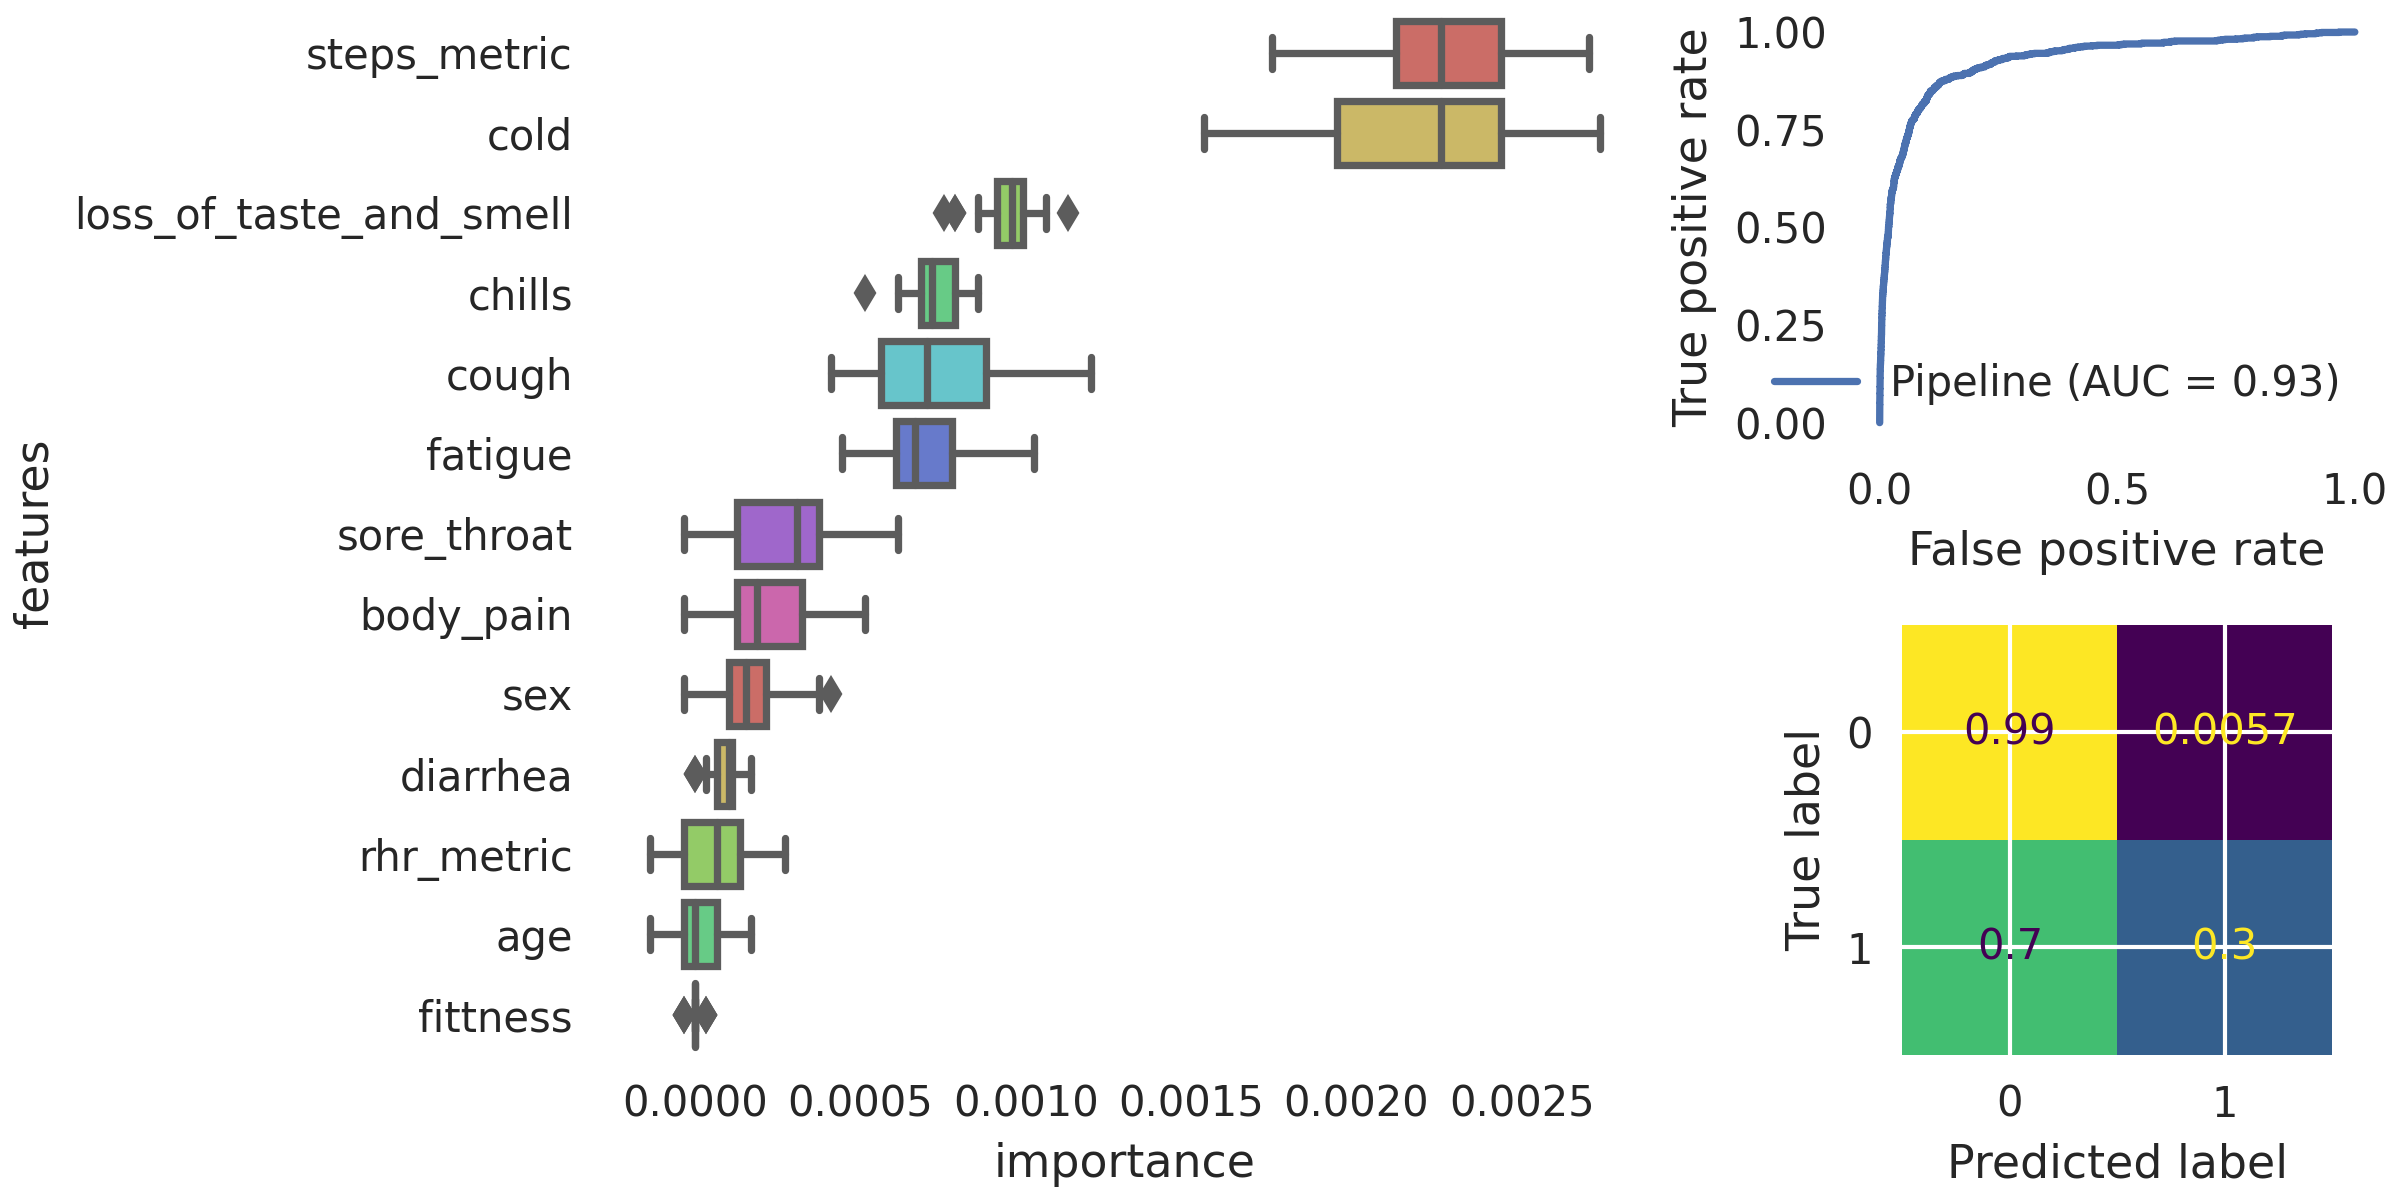 features
steps_metric
cold
loss_of_taste_and_smell
chills
cough
fatigue
sore_throat
body_pain
sex
diarrhea
rhr_metric
age
fittness
0.0000 0.0005 0.0010 0.0015 0.0020 0.0025
importance
True positive rate
1.00
0.75
0.50
0.25
0.00
Pipeline (AUC = 0.93)
0.0 0.5 1.0
False positive rate
True label
0
0.99 0.0057
1
0.7 0.3
0 1
Predicted label